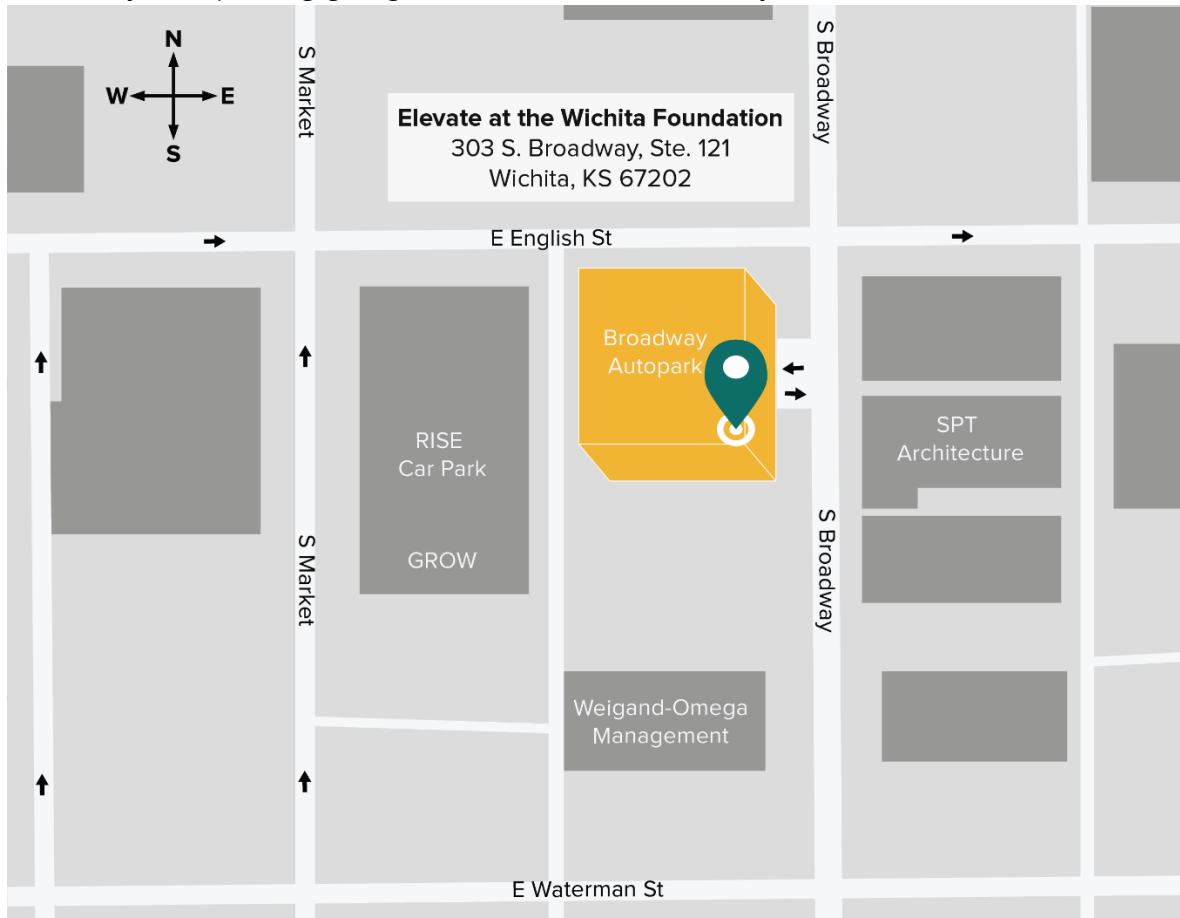 N
W E
S
S Market
S Broadway
Elevate at the Wichita Foundation
303 S. Broadway, Ste. 121
Wichita, KS 67202
E English St
Broadway
Autopark
RISE
Car Park
GROW
SPT
Architecture
S Market
S Broadway
Weigand-Omega
Management
E Waterman St